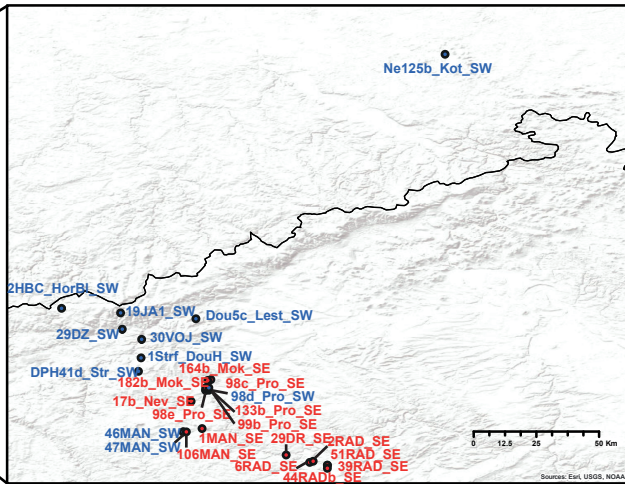 Ne125b_Kot_SW
2HBC_HorBl_SW
19JA1_SW
Dou5c_Lest_SW
29DZ_SW
30VOJ_SW
1Strf_DouH_SW
DPH41d_Str_SW
164b_Mok_SE
182b_Mok_SE
98c_Pro_SE
98d_Pro_SW
17b_Nev_SE
133b_Pro_SE
98e_Pro_SE
99b_Pro_SE
46MAN_SW
1MAN_SE
29DR_SE
2RAD_SE
47MAN_SW
106MAN_SE
51RAD_SE
6RAD_SE
39RAD_SE
44RADb_SE
0 12.5 25 50 Km
Sources: Esri, USGS, NOAA